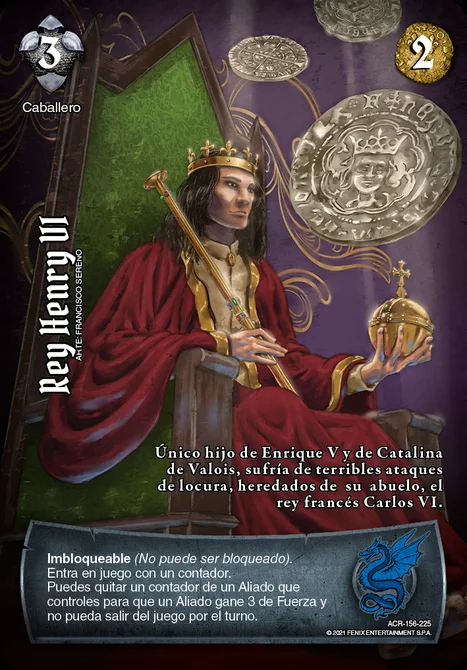 3
2
Caballero
Rey Henry VI
ARTE: FRANCISCO SERENO
Único hijo de Enrique V y de Catalina
de Valois, sufría de terribles ataques
de locura, heredados de su abuelo, el
rey francés Carlos VI.
Imbloqueable (No puede ser bloqueado).
Entra en juego con un contador.
Puedes quitar un contador de un Aliado que
controles para que un Aliado gane 3 de Fuerza y
no pueda salir del juego por el turno.
ACR-156-225
© 2021 FENIX ENTERTAINMENT S.P.A.